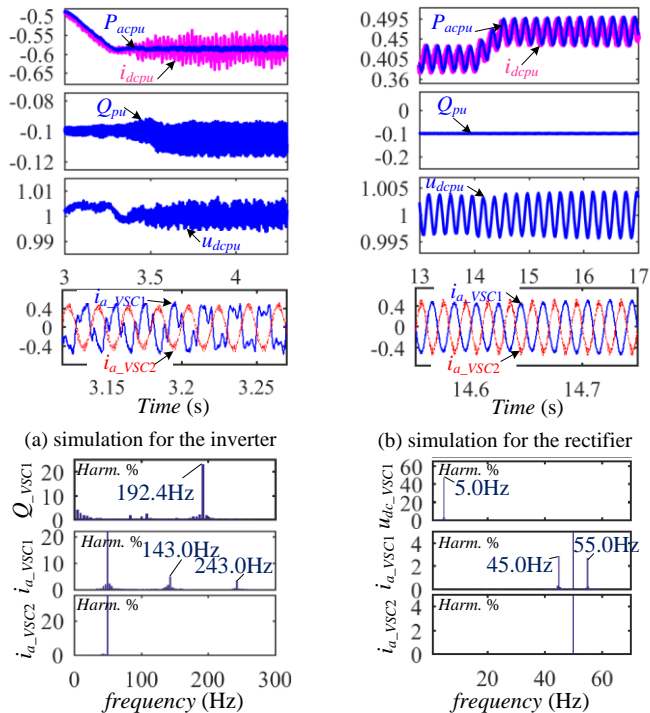 -0.5
-0.55
-0.6
-0.65
P_acpu
i_dcpu
-0.08
-0.1
-0.12
Q_pu
1.01
1
0.99
u_dcpu
3 3.5 4
0.4
0
-0.4
i_a_VSC1
i_a_VSC2
3.15 3.2 3.25
Time (s)
(a) simulation for the inverter
0.495
0.45
0.405
0.36
P_acpu
i_dcpu
0
-0.1
-0.2
Q_pu
1.005
1
0.995
u_dcpu
13 14 15 16 17
0.4
0
-0.4
i_a_VSC1
i_a_VSC2
14.6 14.7
Time (s)
(b) simulation for the rectifier
Q_VSC1
20
10
0
Harm. %
192.4Hz
i_a_VSC1
20
10
0
Harm. %
143.0Hz
243.0Hz
i_a_VSC2
20
10
0
Harm. %
0 100 200 300
frequency (Hz)
u_dc_VSC1
60
40
20
0
Harm. %
5.0Hz
i_a_VSC1
4
2
0
Harm. %
45.0Hz
55.0Hz
i_a_VSC2
4
2
0
Harm. %
20 40 60
frequency (Hz)